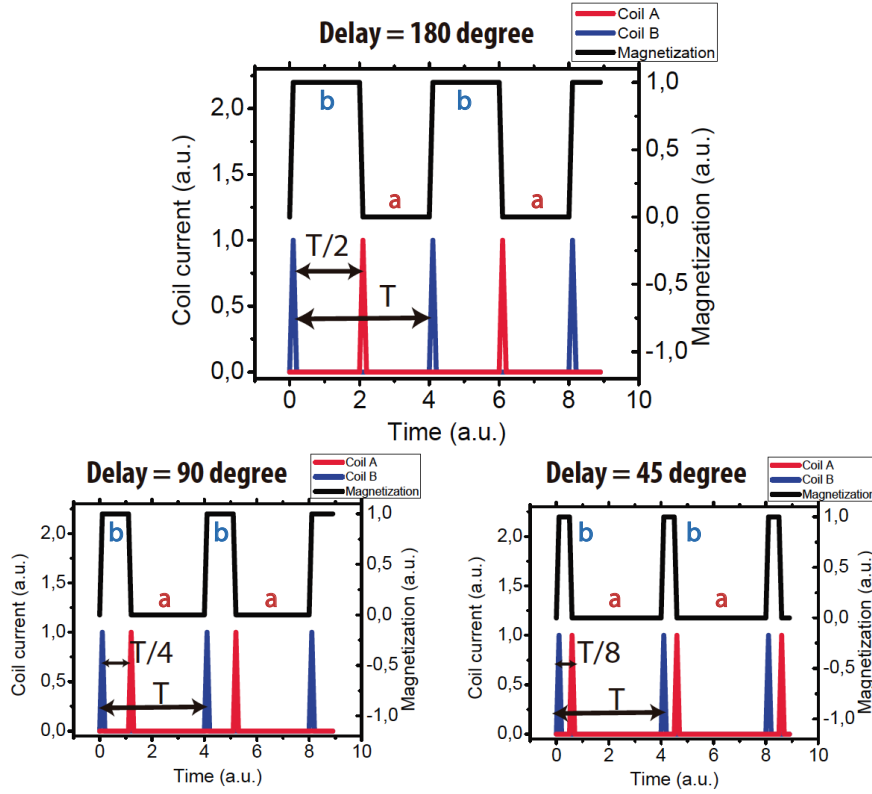 Delay = 180 degree
Coil A
Coil B
Magnetization
2,0
1,5
1,0
0,5
0,0
Coil current (a.u.)
1,0
0,5
0,0
-0,5
-1,0
Magnetization (a.u.)
b
b
a
a
T/2
T
0
2
4
6
8
10
Time (a.u.)
Delay = 90 degree
Coil A
Coil B
Magnetization
2,0
1,5
1,0
0,5
0,0
Coil current (a.u.)
1,0
0,5
0,0
-0,5
-1,0
Magnetization (a.u.)
b
b
a
a
T/4
T
0
2
4
6
8
10
Time (a.u.)
Delay = 45 degree
Coil A
Coil B
Magnetization
2,0
1,5
1,0
0,5
0,0
Coil current (a.u.)
1,0
0,5
0,0
-0,5
-1,0
Magnetization (a.u.)
b
b
a
a
T/8
T
0
2
4
6
8
10
Time (a.u.)